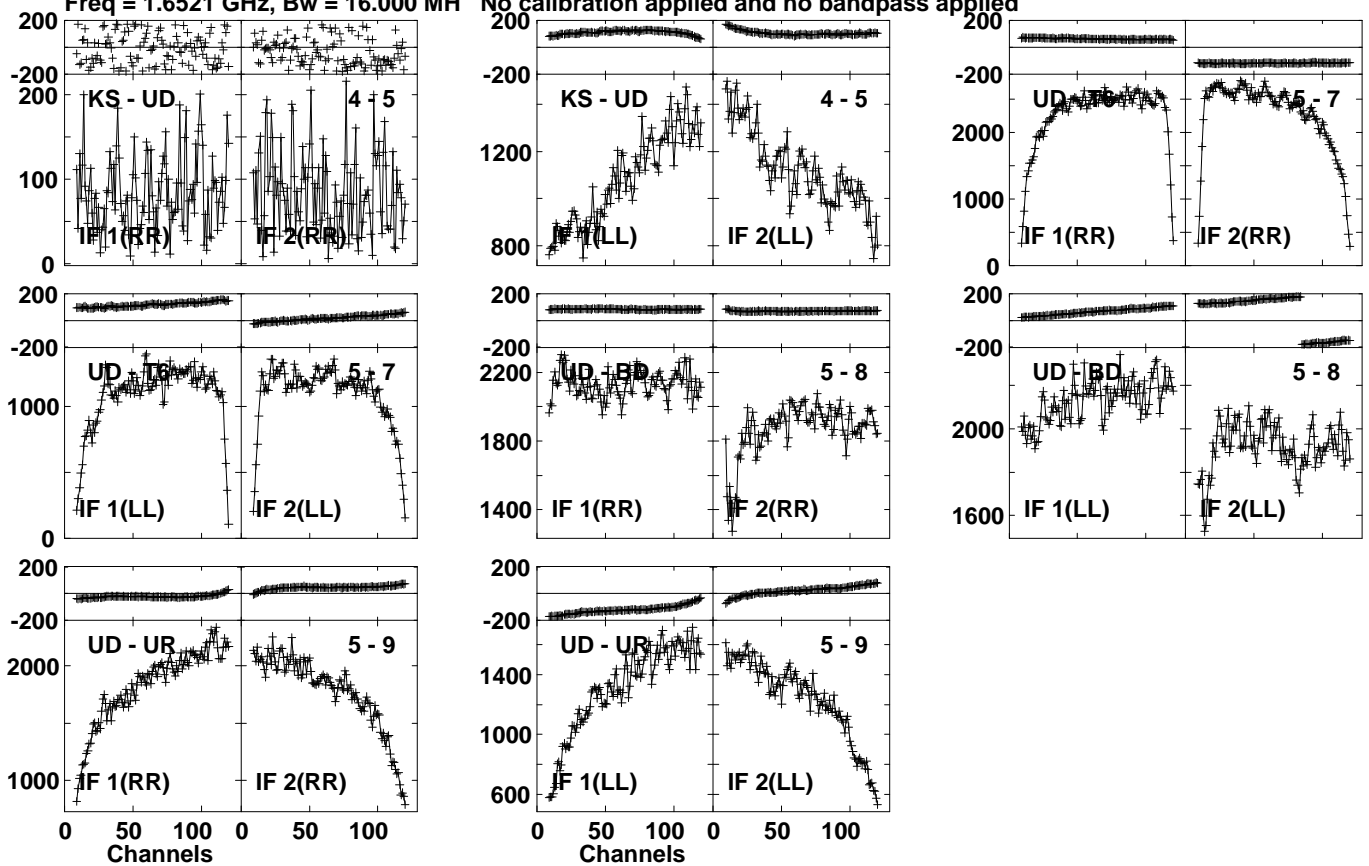 Freq = 1.6521 GHz, Bw = 16.000 MH No calibration applied and no bandpass applied
200
-200
200
100
0
KS - UD
4 - 5
IF 1(RR)
IF 2(RR)
200
-200
1200
800
KS - UD
4 - 5
IF 1(LL)
IF 2(LL)
200
-200
2000
1000
0
UD - T6
5 - 7
IF 1(RR)
IF 2(RR)
200
-200
1000
0
UD - T6
5 - 7
IF 1(LL)
IF 2(LL)
200
-200
2200
1800
1400
UD - BD
5 - 8
IF 1(RR)
IF 2(RR)
200
-200
2000
1600
UD - BD
5 - 8
IF 1(LL)
IF 2(LL)
200
-200
2000
1000
UD - UR
5 - 9
IF 1(RR)
IF 2(RR)
0 50 100 0 50 100
Channels
200
-200
1400
1000
600
UD - UR
5 - 9
IF 1(LL)
IF 2(LL)
0 50 100 0 50 100
Channels